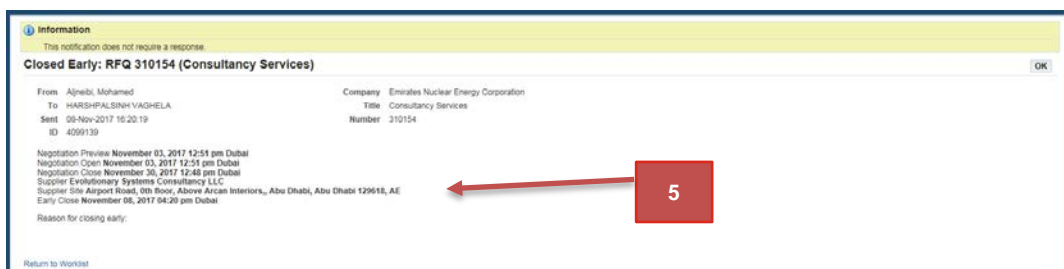 Information
This notification does not require a response.
Closed Early: RFQ 310154 (Consultancy Services)
OK
From Aljneibi, Mohamed
To HARSHPALSINH VAGHELA
Sent 08-Nov-2017 16:20:19
ID 4099139
Company Emirates Nuclear Energy Corporation
Title Consultancy Services
Number 310154
Negotiation Preview November 03, 2017 12:51 pm Dubai
Negotiation Open November 03, 2017 12:51 pm Dubai
Negotiation Close November 30, 2017 12:48 pm Dubai
Supplier Evolutionary Systems Consultancy LLC
Supplier Site Airport Road, 0th floor, Above Arcan Interiors,, Abu Dhabi, Abu Dhabi 129618, AE
Early Close November 08, 2017 04:20 pm Dubai
Reason for closing early:
5
Return to Worklist